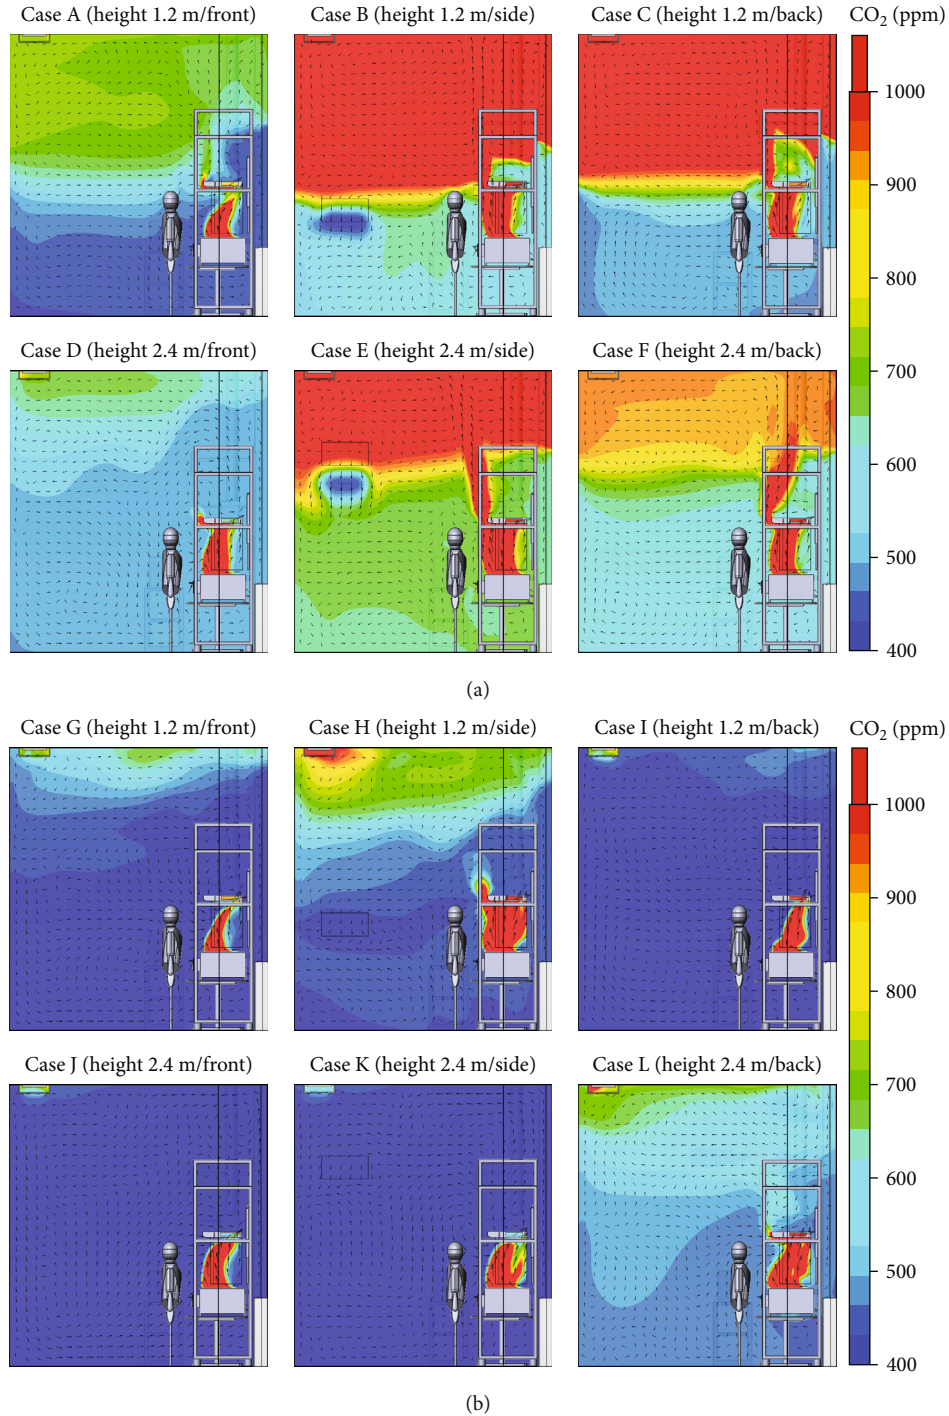 Case A (height 1.2 m/front) Case B (height 1.2 m/side) Case C (height 1.2 m/back) CO₂ (ppm)
1000
900
800
Case D (height 2.4 m/front) Case E (height 2.4 m/side) Case F (height 2.4 m/back)
700
600
500
400
(a)
Case G (height 1.2 m/front) Case H (height 1.2 m/side) Case I (height 1.2 m/back) CO₂ (ppm)
1000
900
800
Case J (height 2.4 m/front) Case K (height 2.4 m/side) Case L (height 2.4 m/back)
700
600
500
400
(b)